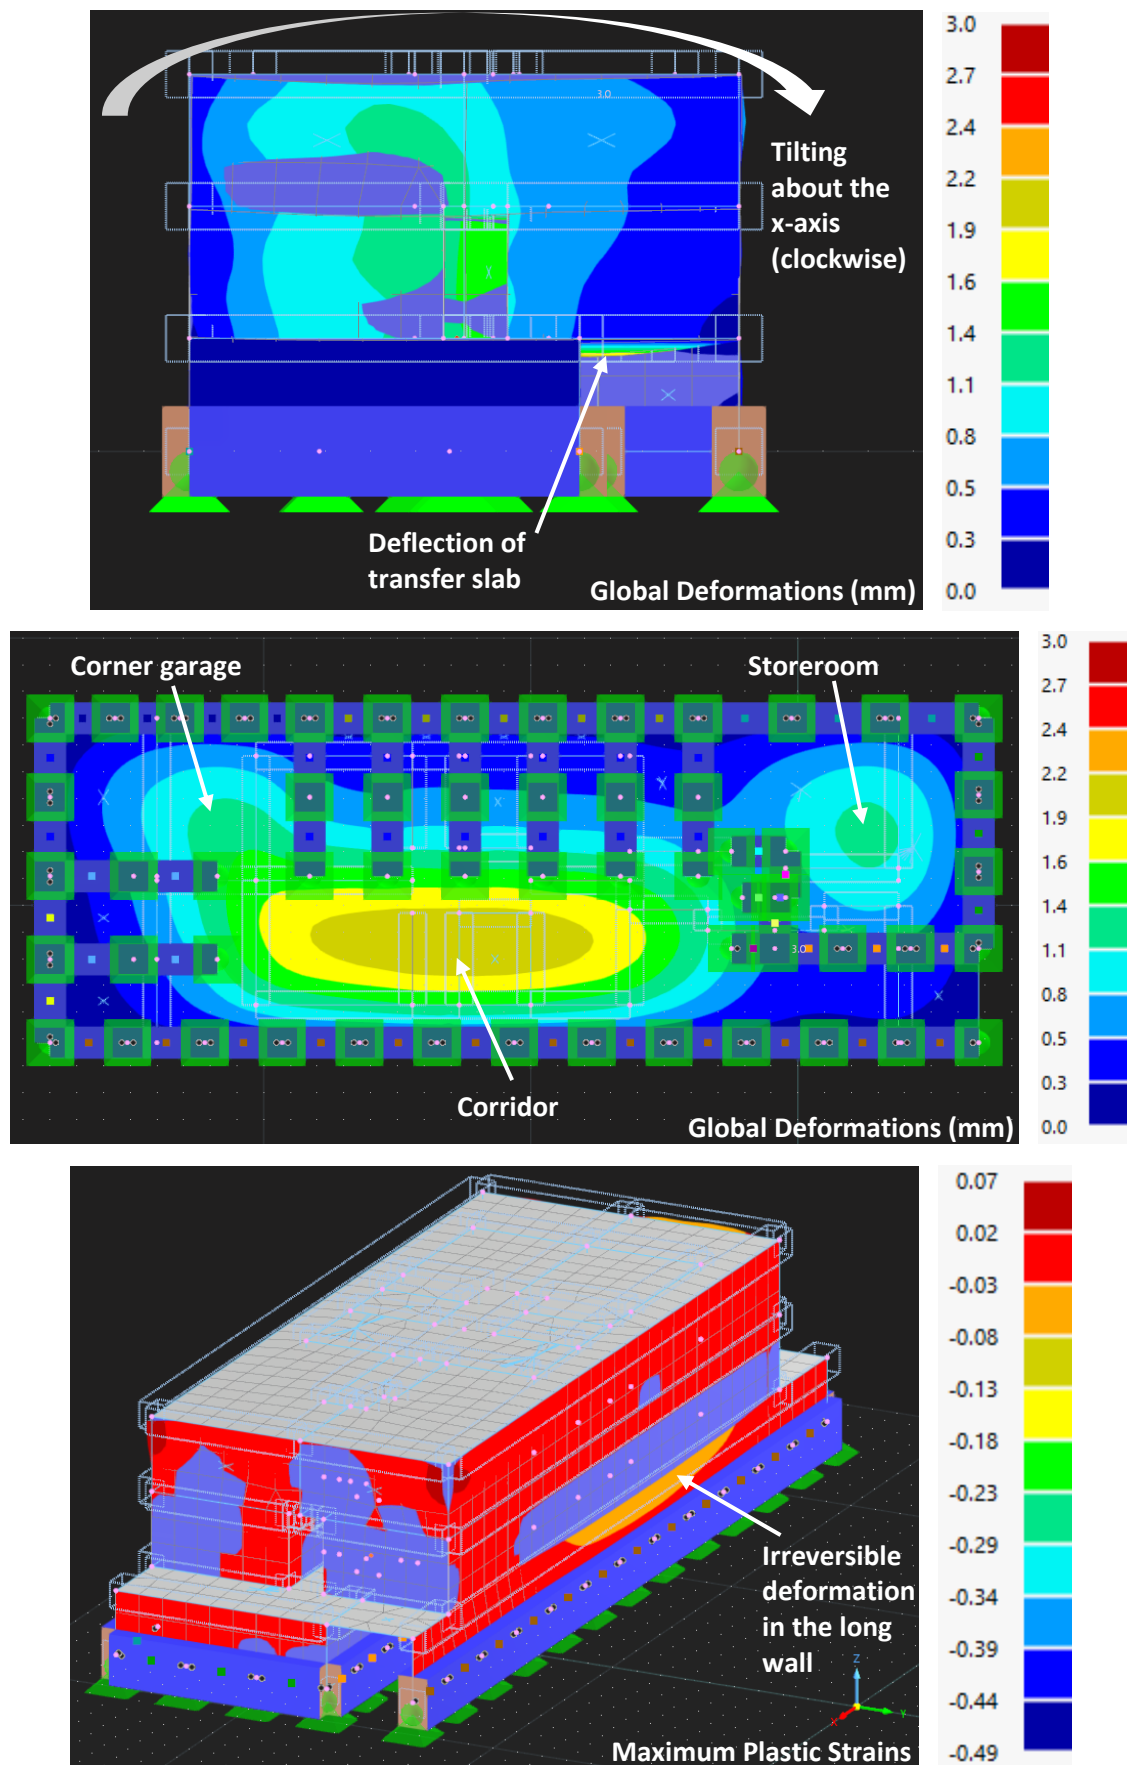 3.0
2.7
2.4
2.2
1.9
1.6
1.4
1.1
0.8
0.5
0.3
0.0
3.0
Tilting
about the
x-axis
(clockwise)
Deflection of
transfer slab
Global Deformations (mm)
Corner garage
Storeroom
3.0
Corridor
Global Deformations (mm)
3.0
2.7
2.4
2.2
1.9
1.6
1.4
1.1
0.8
0.5
0.3
0.0
Irreversible
deformation
in the long
wall
Z
X
Y
Maximum Plastic Strains
0.07
0.02
-0.03
-0.08
-0.13
-0.18
-0.23
-0.29
-0.34
-0.39
-0.44
-0.49